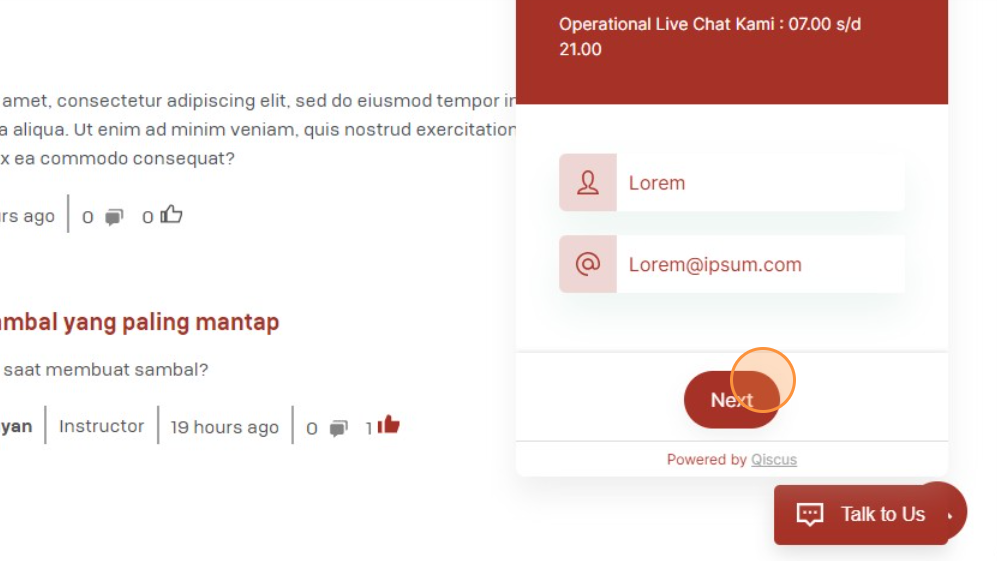 Operational Live Chat Kami : 07.00 s/d
21.00
amet, consectetur adipiscing elit, sed do eiusmod tempor
a aliqua. Ut enim ad minim veniam, quis nostrud exercitation
x ea commodo consequat?
rs ago 0 0
Lorem
Lorem@ipsum.com
ambal yang paling mantap
saat membuat sambal?
yan Instructor 19 hours ago 0 1
Next
Powered by Qiscus
Talk to Us